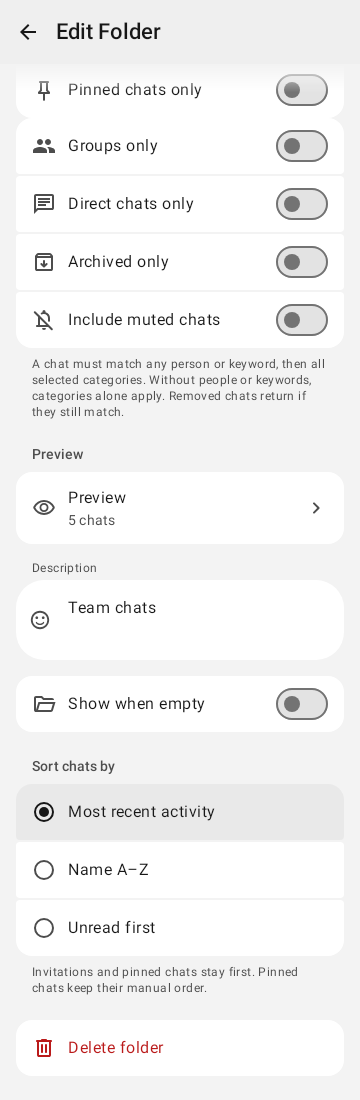 Edit Folder
Pinned chats only
Groups only
Direct chats only
Archived only
Include muted chats
A chat must match any person or keyword, then all
selected categories. Without people or keywords,
categories alone apply. Removed chats return if
they still match.
Preview
Preview
5 chats
Description
Team chats
Show when empty
Sort chats by
Most recent activity
Name A–Z
Unread first
Invitations and pinned chats stay first. Pinned
chats keep their manual order.
Delete folder